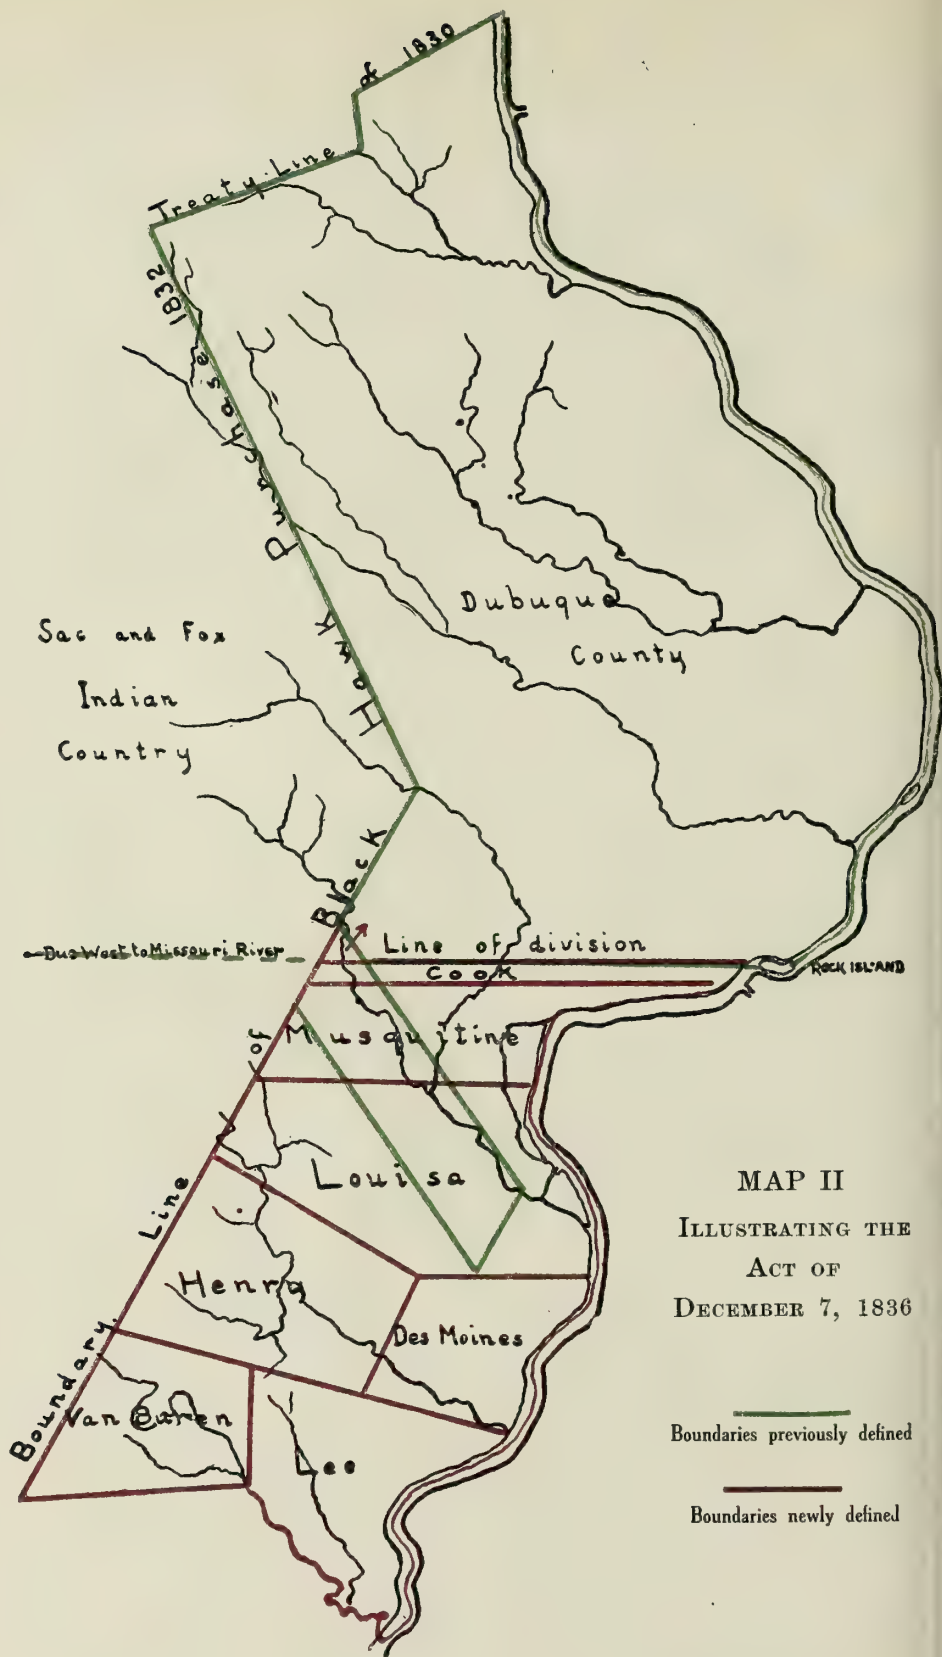 Treaty Line of 1830
Boundary Line of Black Hawk Purschase 1832
Sac and Fox
Indian
Country
Dubuque
County
Due West to Missouri River
Line of division
Cook
ROCK ISLAND
Musquitine
Louisa
Henry
Des Moines
Van Buren
Lee
MAP II
ILLUSTRATING THE
ACT OF
DECEMBER 7, 1836
Boundaries previously defined
Boundaries newly defined